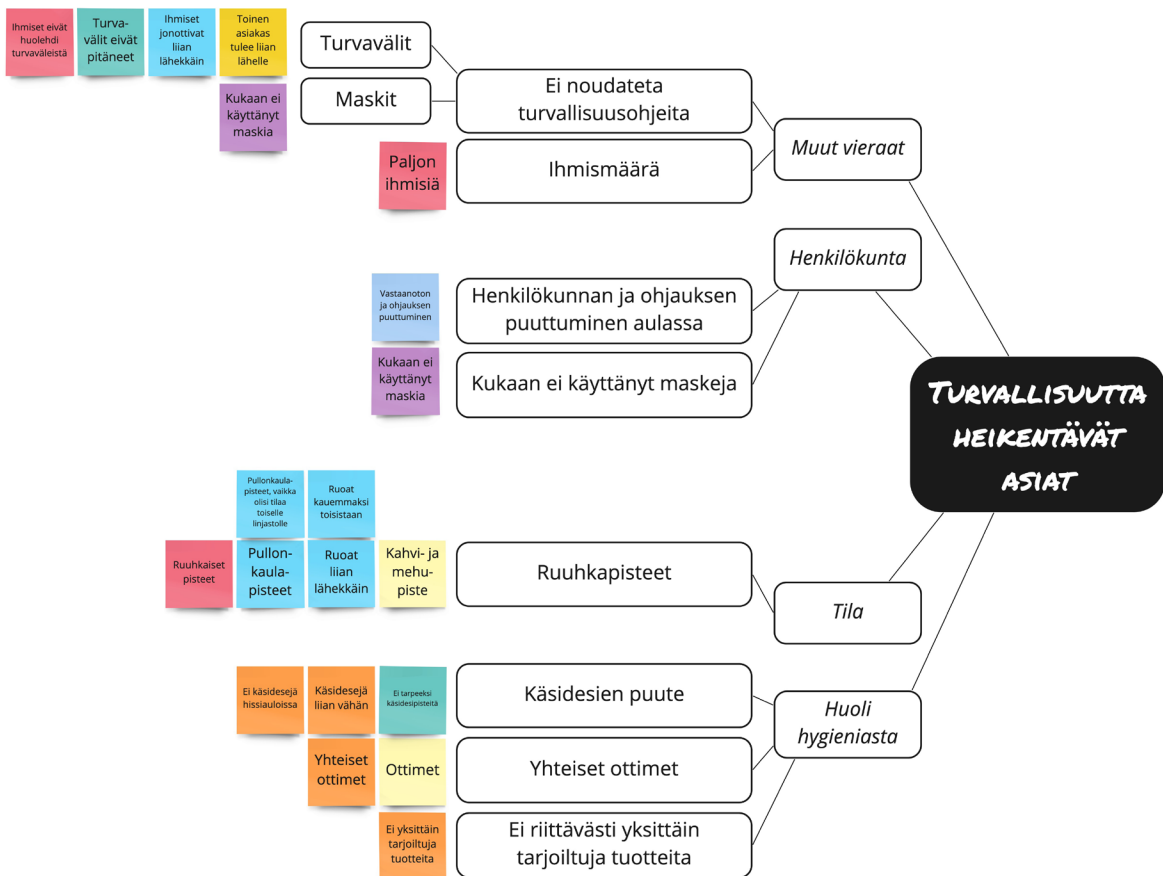 Ihmiset eivät
huolehdi
turvaväleistä
Turva-
välit eivät
pitäneet
Ihmiset
jonottivat
liian
lähekkäin
Toinen
asiakas
tulee liian
lähelle
Turvavälit
Kukaan ei
käyttänyt
maskia
Maskit
Ei noudateta
turvallisuusohjeita
Paljon
ihmisiä
Ihmismäärä
Muut vieraat
Henkilökunta
Vastaanoton
ja ohjauksen
puuttuminen
Henkilökunnan ja ohjauksen
puuttuminen aulassa
Kukaan ei
käyttänyt
maskia
Kukaan ei käyttänyt maskeja
TURVALLISUUTTA
HEIKENTÄVÄT
ASIAT
Pullonkaula-
pisteet, vaikka
olisi tilaa
toiselle
linjastolle
Ruoat
kauemmaksi
toisistaan
Ruuhkaiset
pisteet
Pullon-
kaula-
pisteet
Ruoat
liian
lähekkäin
Kahvi- ja
mehu-
piste
Ruuhkapisteet
Tila
Ei käsidesejä
hissiauloissa
Käsidesejä
liian vähän
Ei tarpeeksi
käsidesipisteitä
Käsidesien puute
Huoli
hygieniasta
Yhteiset
ottimet
Ottimet
Yhteiset ottimet
Ei yksittäin
tarjoiltuja
tuotteita
Ei riittävästi yksittäin
tarjoiltuja tuotteita